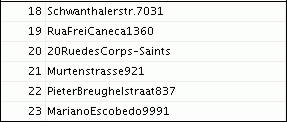 18 Schwanthalerstr.7031
19 RuaFreiCaneca1360
20 20RuedesCorps-Saints
21 Murtenstrasse921
22 PieterBreughelstraat837
23 MarianoEscobedo9991